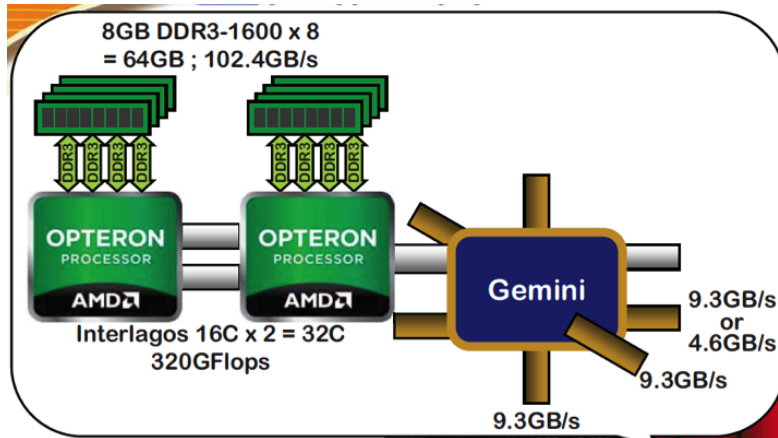 8GB DDR3-1600 x 8
= 64GB ; 102.4GB/s
DDR3 DDR3 DDR3 DDR3
DDR3 DDR3 DDR3 DDR3
OPTERON
PROCESSOR
AMD
OPTERON
PROCESSOR
AMD
Gemini
9.3GB/s
or
4.6GB/s
Interlagos 16C x 2 = 32C
320GFlops
9.3GB/s
9.3GB/s